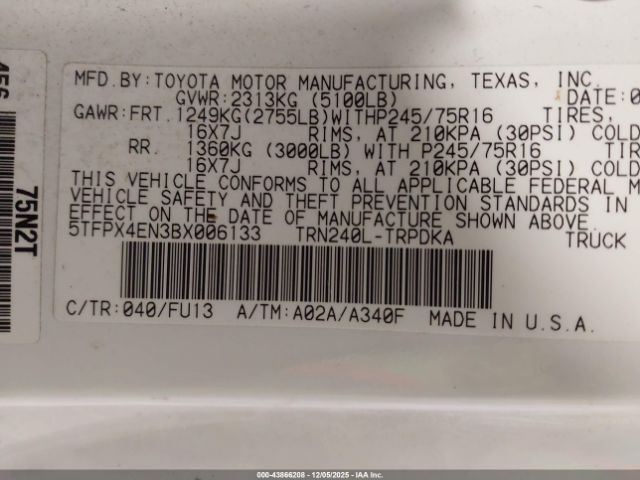 456
75N2T
MFD.BY:TOYOTA MOTOR MANUFACTURING, TEXAS, INC.
GVWR:2313KG (5100LB) DATE:0
GAWR:FRT. 1249KG(2755LB)WITHP245/75R16 TIRES,
16X7J RIMS, AT 210KPA (30PSI) COLD
RR. 1360KG (3000LB) WITH P245/75R16 TIR
16X7J RIMS, AT 210KPA (30PSI) COLD
THIS VEHICLE CONFORMS TO ALL APPLICABLE FEDERAL M
VEHICLE SAFETY AND THEFT PREVENTION STANDARDS IN
EFFECT ON THE DATE OF MANUFACTURE SHOWN ABOVE.
5TFPX4EN3BX006133 TRN240L-TRPDKA TRUCK
C/TR:040/FU13 A/TM:A02A/A340F MADE IN U.S.A.
000-43866208 - 12/05/2025 - IAAI.com